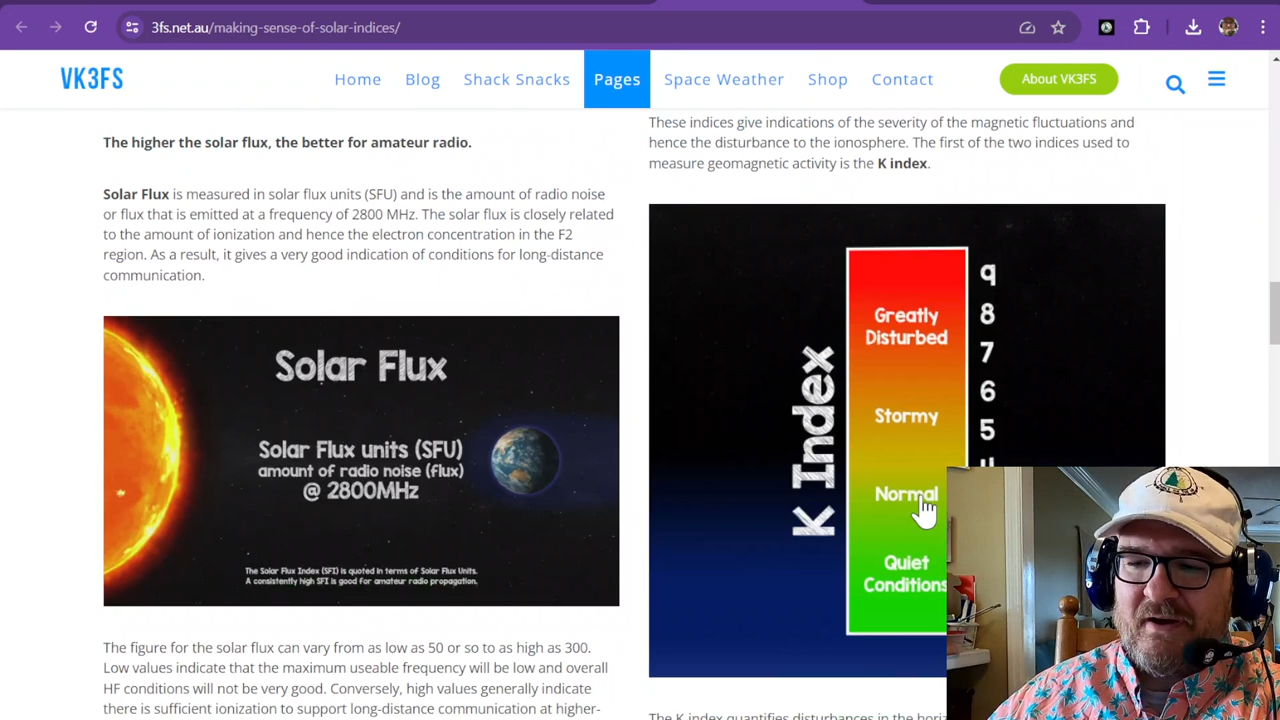 3fs.net.au/making-sense-of-solar-indices/
VK3FS
Home
Blog
Shack Snacks
Pages
Space Weather
Shop
Contact
About VK3FS
The higher the solar flux, the better for amateur radio.
Solar Flux is measured in solar flux units (SFU) and is the amount of radio noise
or flux that is emitted at a frequency of 2800 MHz. The solar flux is closely related
to the amount of ionization and hence the electron concentration in the F2
region. As a result, it gives a very good indication of conditions for long-distance
communication.
Solar Flux
Solar Flux units (SFU)
amount of radio noise (flux)
@ 2800MHz
The Solar Flux Index (SFI) is quoted in terms of Solar Flux Units.
A consistently high SFI is good for amateur radio propagation.
The figure for the solar flux can vary from as low as 50 or so to as high as 300.
Low values indicate that the maximum useable frequency will be low and overall
HF conditions will not be very good. Conversely, high values generally indicate
there is sufficient ionization to support long-distance communication at higher-
These indices give indications of the severity of the magnetic fluctuations and
hence the disturbance to the ionosphere. The first of the two indices used to
measure geomagnetic activity is the K index.
K Index
Greatly
Disturbed
Stormy
Normal
Quiet
Conditions
9
8
7
6
5
The K index quantifies disturbances in the